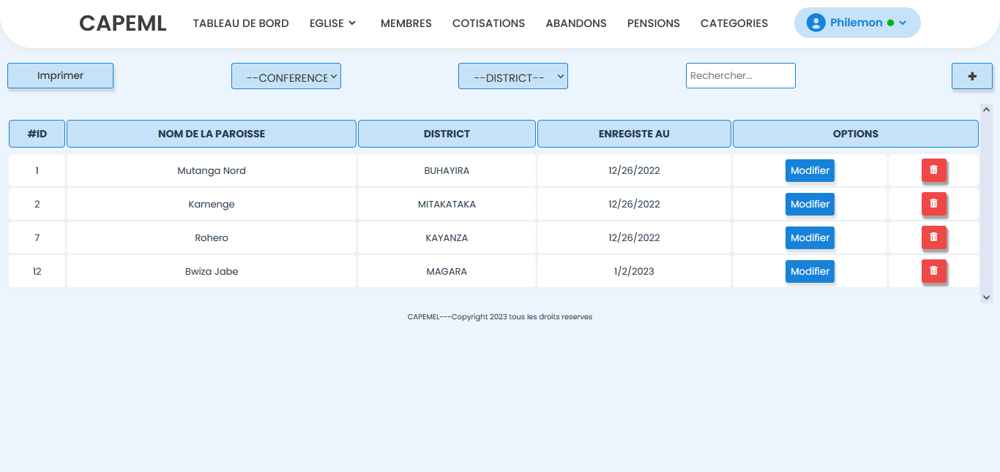 CAPEML TABLEAU DE BORD EGLISE MEMBRES COTISATIONS ABANDONS PENSIONS CATEGORIES Philemon
Imprimer --CONFERENCE --DISTRICT-- Rechercher... +
#ID NOM DE LA PAROISSE DISTRICT ENREGISTE AU OPTIONS
1 Mutanga Nord BUHAYIRA 12/26/2022 Modifier
2 Kamenge MITAKATAKA 12/26/2022 Modifier
7 Rohero KAYANZA 12/26/2022 Modifier
12 Bwiza Jabe MAGARA 1/2/2023 Modifier
CAPEMEL---Copyright 2023 tous les droits reserves